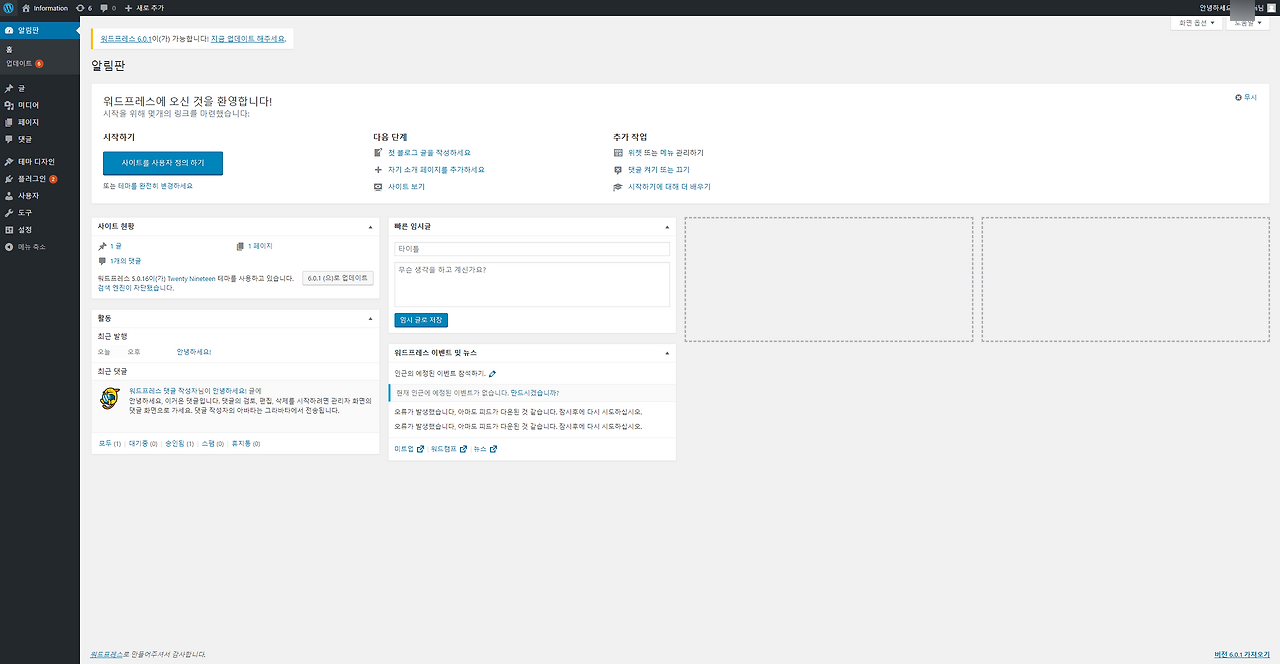 Information 6 0 새로 추가
안녕하세요
님
화면 옵션
도움말
알림판
홈
업데이트 6
글
미디어
페이지
댓글
테마 디자인
플러그인 2
사용자
도구
설정
메뉴 축소
워드프레스 6.0.1이(가) 가능합니다! 지금 업데이트 해주세요.
알림판
워드프레스에 오신 것을 환영합니다!
시작을 위해 몇개의 링크를 마련했습니다:
무시
시작하기
사이트를 사용자 정의 하기
또는 테마를 완전히 변경하세요
다음 단계
첫 블로그 글을 작성하세요
자기 소개 페이지를 추가하세요
사이트 보기
추가 작업
위젯 또는 메뉴 관리하기
댓글 켜기 또는 끄기
시작하기에 대해 더 배우기
사이트 현황
1 글
1 페이지
1개의 댓글
워드프레스 5.0.16이(가) Twenty Nineteen 테마를 사용하고 있습니다.
6.0.1 (으)로 업데이트
검색 엔진이 차단됐습니다.
활동
최근 발행
오늘 오후 안녕하세요!
최근 댓글
워드프레스 댓글 작성자님이 안녕하세요! 글에
안녕하세요, 이거은 댓글입니다. 댓글의 검토, 편집, 삭제를 시작하려면 관리자 화면의
댓글 화면으로 가세요. 댓글 작성자의 아바타는 그라바타에서 전송됩니다.
모두 (1) | 대기중 (0) | 승인됨 (1) | 스팸 (0) | 휴지통 (0)
빠른 임시글
타이틀
무슨 생각을 하고 계신가요?
임시 글로 저장
워드프레스 이벤트 및 뉴스
인근의 예정된 이벤트 참석하기.
현재 인근에 예정된 이벤트가 없습니다. 만드시겠습니까?
오류가 발생했습니다, 아마도 피드가 다운된 것 같습니다. 잠시후에 다시 시도하십시오.
오류가 발생했습니다, 아마도 피드가 다운된 것 같습니다. 잠시후에 다시 시도하십시오.
미트업 | 워드캠프 | 뉴스
워드프레스로 만들어주셔서 감사합니다.
버전 6.0.1 가져오기